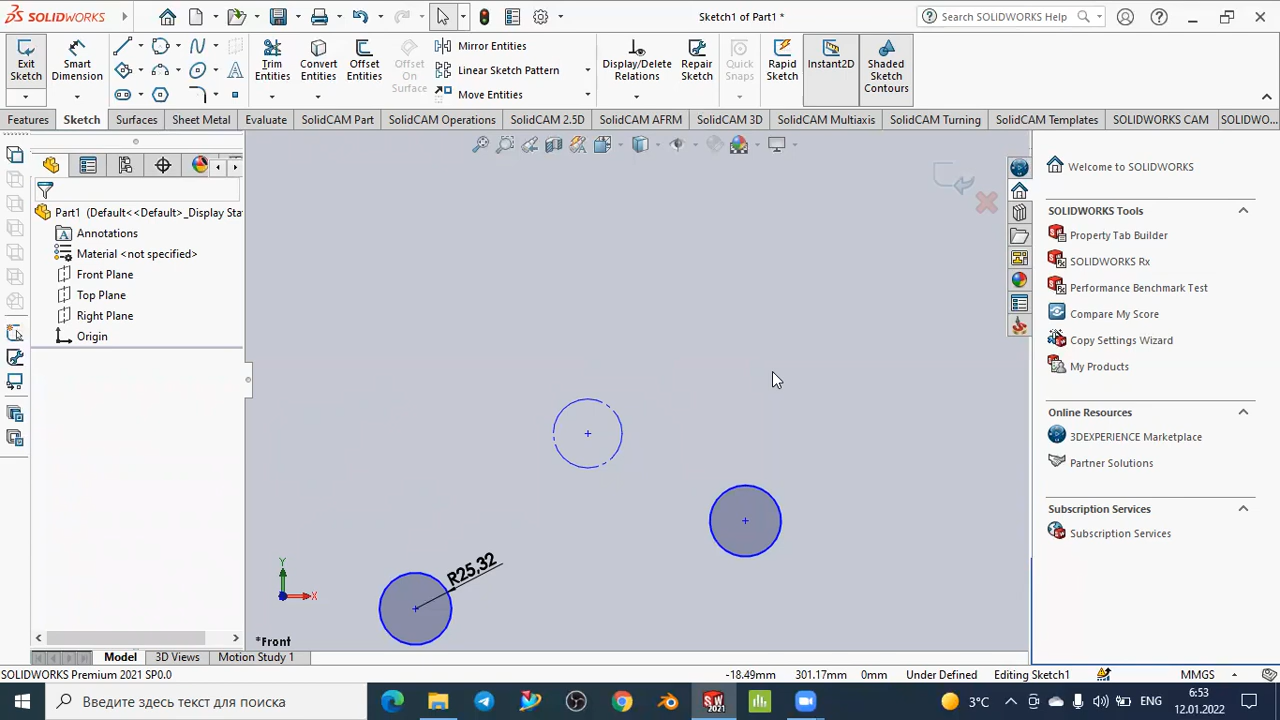 SOLIDWORKS
Sketch1 of Part1 *
Search SOLIDWORKS Help
Exit Sketch
Smart Dimension
Trim Entities
Convert Entities
Offset Entities
Offset On Surface
Mirror Entities
Linear Sketch Pattern
Move Entities
Display/Delete Relations
Repair Sketch
Quick Snaps
Rapid Sketch
Instant2D
Shaded Sketch Contours
Features Sketch Surfaces Sheet Metal Evaluate SolidCAM Part SolidCAM Operations SolidCAM 2.5D SolidCAM AFRM SolidCAM 3D SolidCAM Multiaxis SolidCAM Turning SolidCAM Templates SOLIDWORKS CAM SOLIDWO...
Part1 (Default<<Default>_Display Sta
Annotations
Material <not specified>
Front Plane
Top Plane
Right Plane
Origin
R25,32
Y
X
*Front
Welcome to SOLIDWORKS
SOLIDWORKS Tools
Property Tab Builder
SOLIDWORKS Rx
Performance Benchmark Test
Compare My Score
Copy Settings Wizard
My Products
Online Resources
3DEXPERIENCE Marketplace
Partner Solutions
Subscription Services
Subscription Services
Model 3D Views Motion Study 1
SOLIDWORKS Premium 2021 SP0.0
-18.49mm 301.17mm 0mm Under Defined Editing Sketch1 MMGS
Введите здесь текст для поиска
SW 2021
3°C
ENG
6:53
12.01.2022